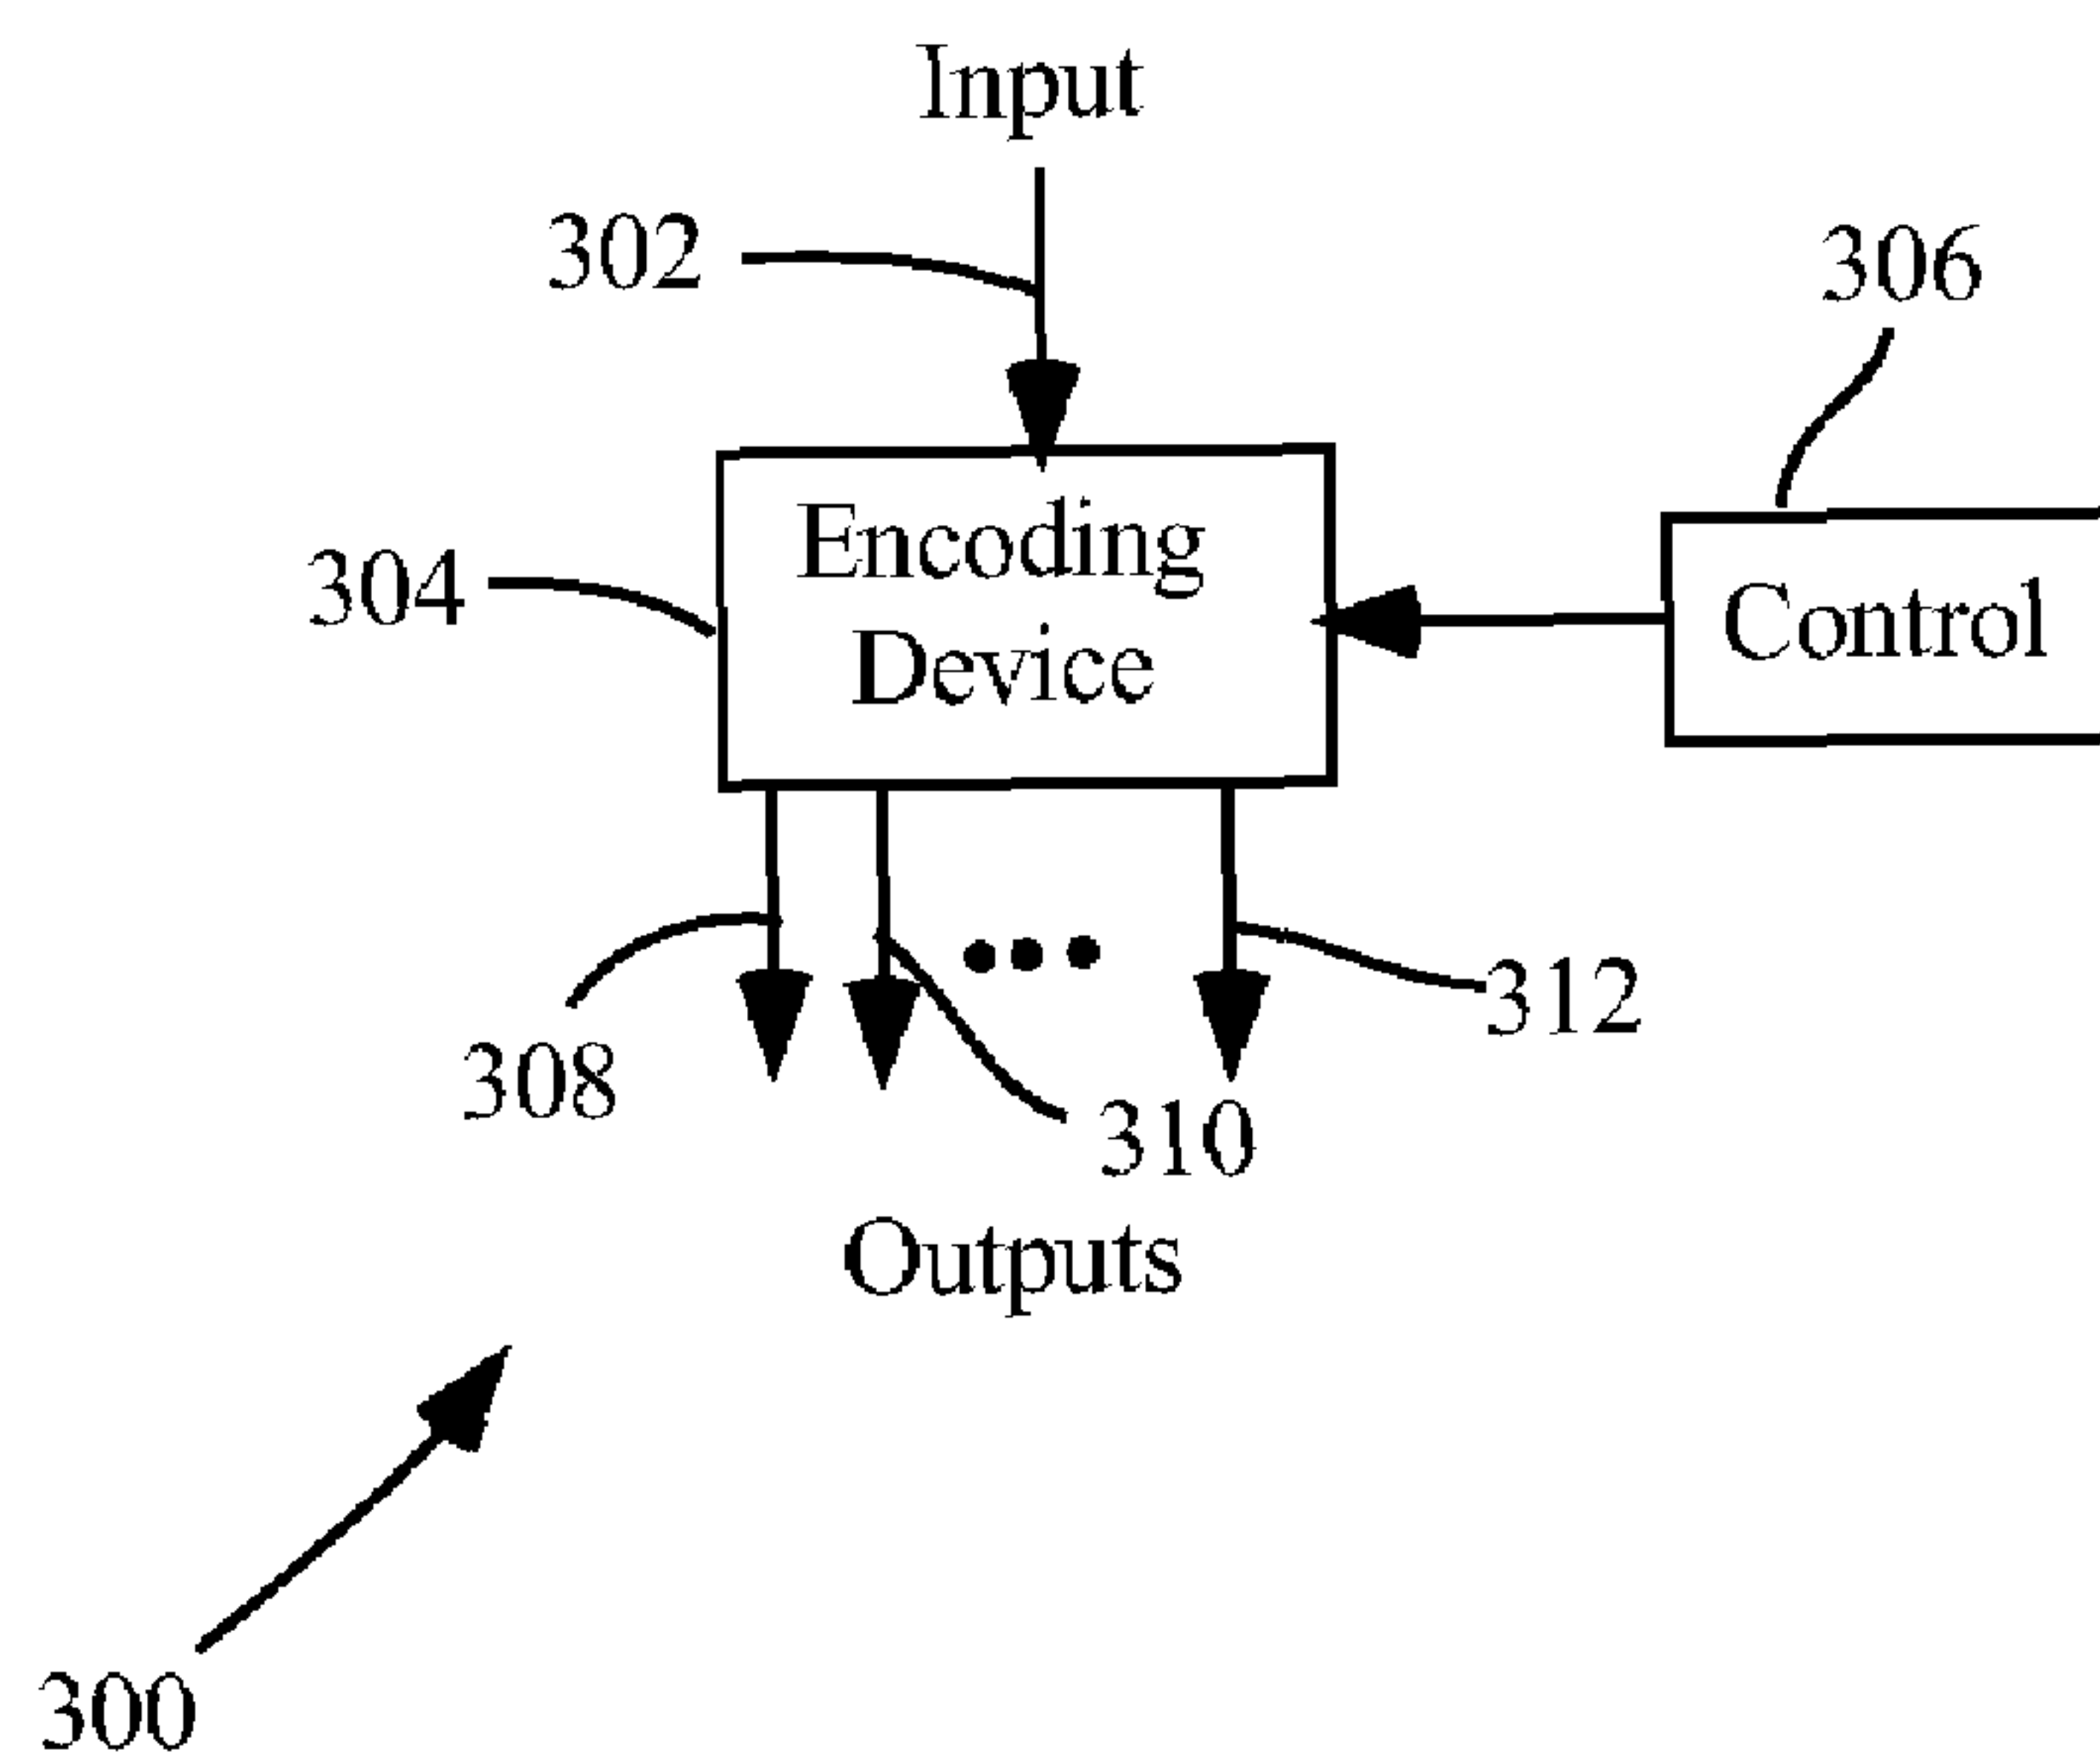 Input
302
306
Encoding
Device
304
Control
308
312
310
Outputs
300